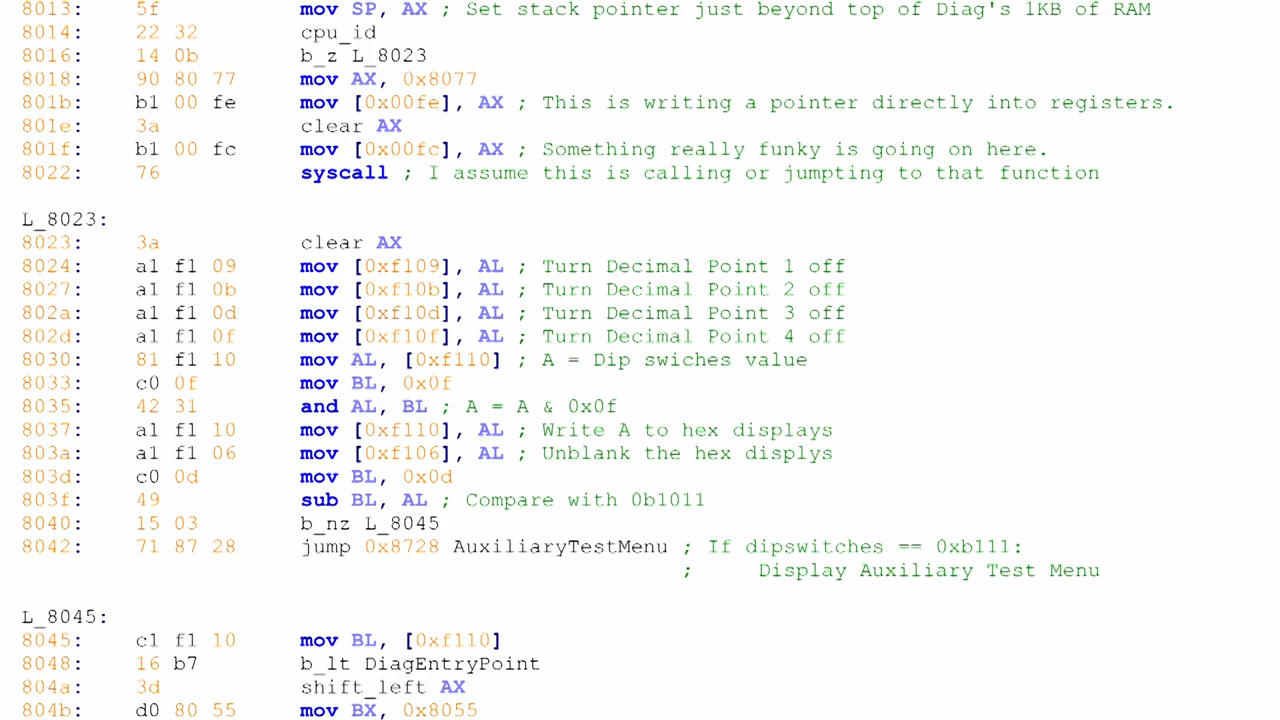 8013: 5f mov SP, AX ; Set stack pointer just beyond top of Diag's 1KB of RAM
8014: 22 32 cpu_id
8016: 14 0b b_z L_8023
8018: 90 80 77 mov AX, 0x8077
801b: b1 00 fe mov [0x00fe], AX ; This is writing a pointer directly into registers.
801e: 3a clear AX
801f: b1 00 fc mov [0x00fc], AX ; Something really funky is going on here.
8022: 76 syscall ; I assume this is calling or jumpting to that function
L_8023:
8023: 3a clear AX
8024: a1 f1 09 mov [0xf109], AL ; Turn Decimal Point 1 off
8027: a1 f1 0b mov [0xf10b], AL ; Turn Decimal Point 2 off
802a: a1 f1 0d mov [0xf10d], AL ; Turn Decimal Point 3 off
802d: a1 f1 0f mov [0xf10f], AL ; Turn Decimal Point 4 off
8030: 81 f1 10 mov AL, [0xf110] ; A = Dip swiches value
8033: c0 0f mov BL, 0x0f
8035: 42 31 and AL, BL ; A = A & 0x0f
8037: a1 f1 10 mov [0xf110], AL ; Write A to hex displays
803a: a1 f1 06 mov [0xf106], AL ; Unblank the hex displys
803d: c0 0d mov BL, 0x0d
803f: 49 sub BL, AL ; Compare with 0b1011
8040: 15 03 b_nz L_8045
8042: 71 87 28 jump 0x8728 AuxiliaryTestMenu ; If dipswitches == 0xb111:
; Display Auxiliary Test Menu
L_8045:
8045: c1 f1 10 mov BL, [0xf110]
8048: 16 b7 b_lt DiagEntryPoint
804a: 3d shift_left AX
804b: d0 80 55 mov BX, 0x8055